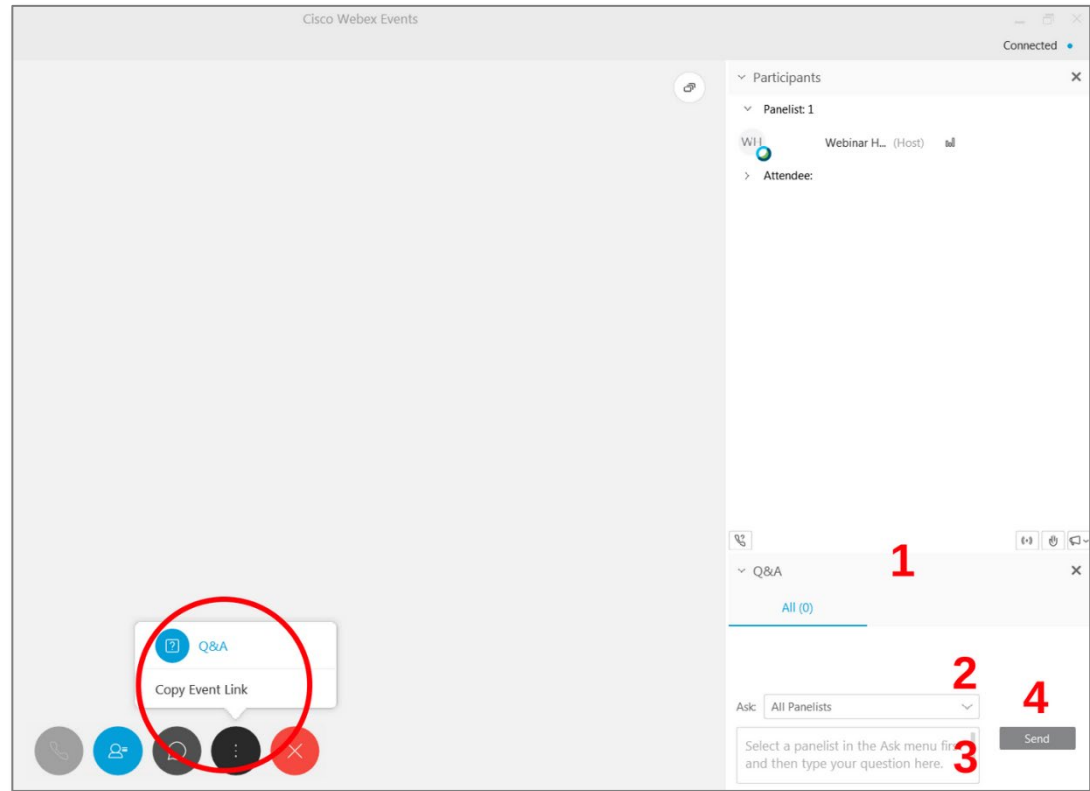 Cisco Webex Events
Connected
Participants
Panelist: 1
WH
Webinar H... (Host)
Attendee:
1
Q&A
All (0)
Q&A
Copy Event Link
2
4
Ask: All Panelists
Send
Select a panelist in the Ask menu fir
and then type your question here.
3